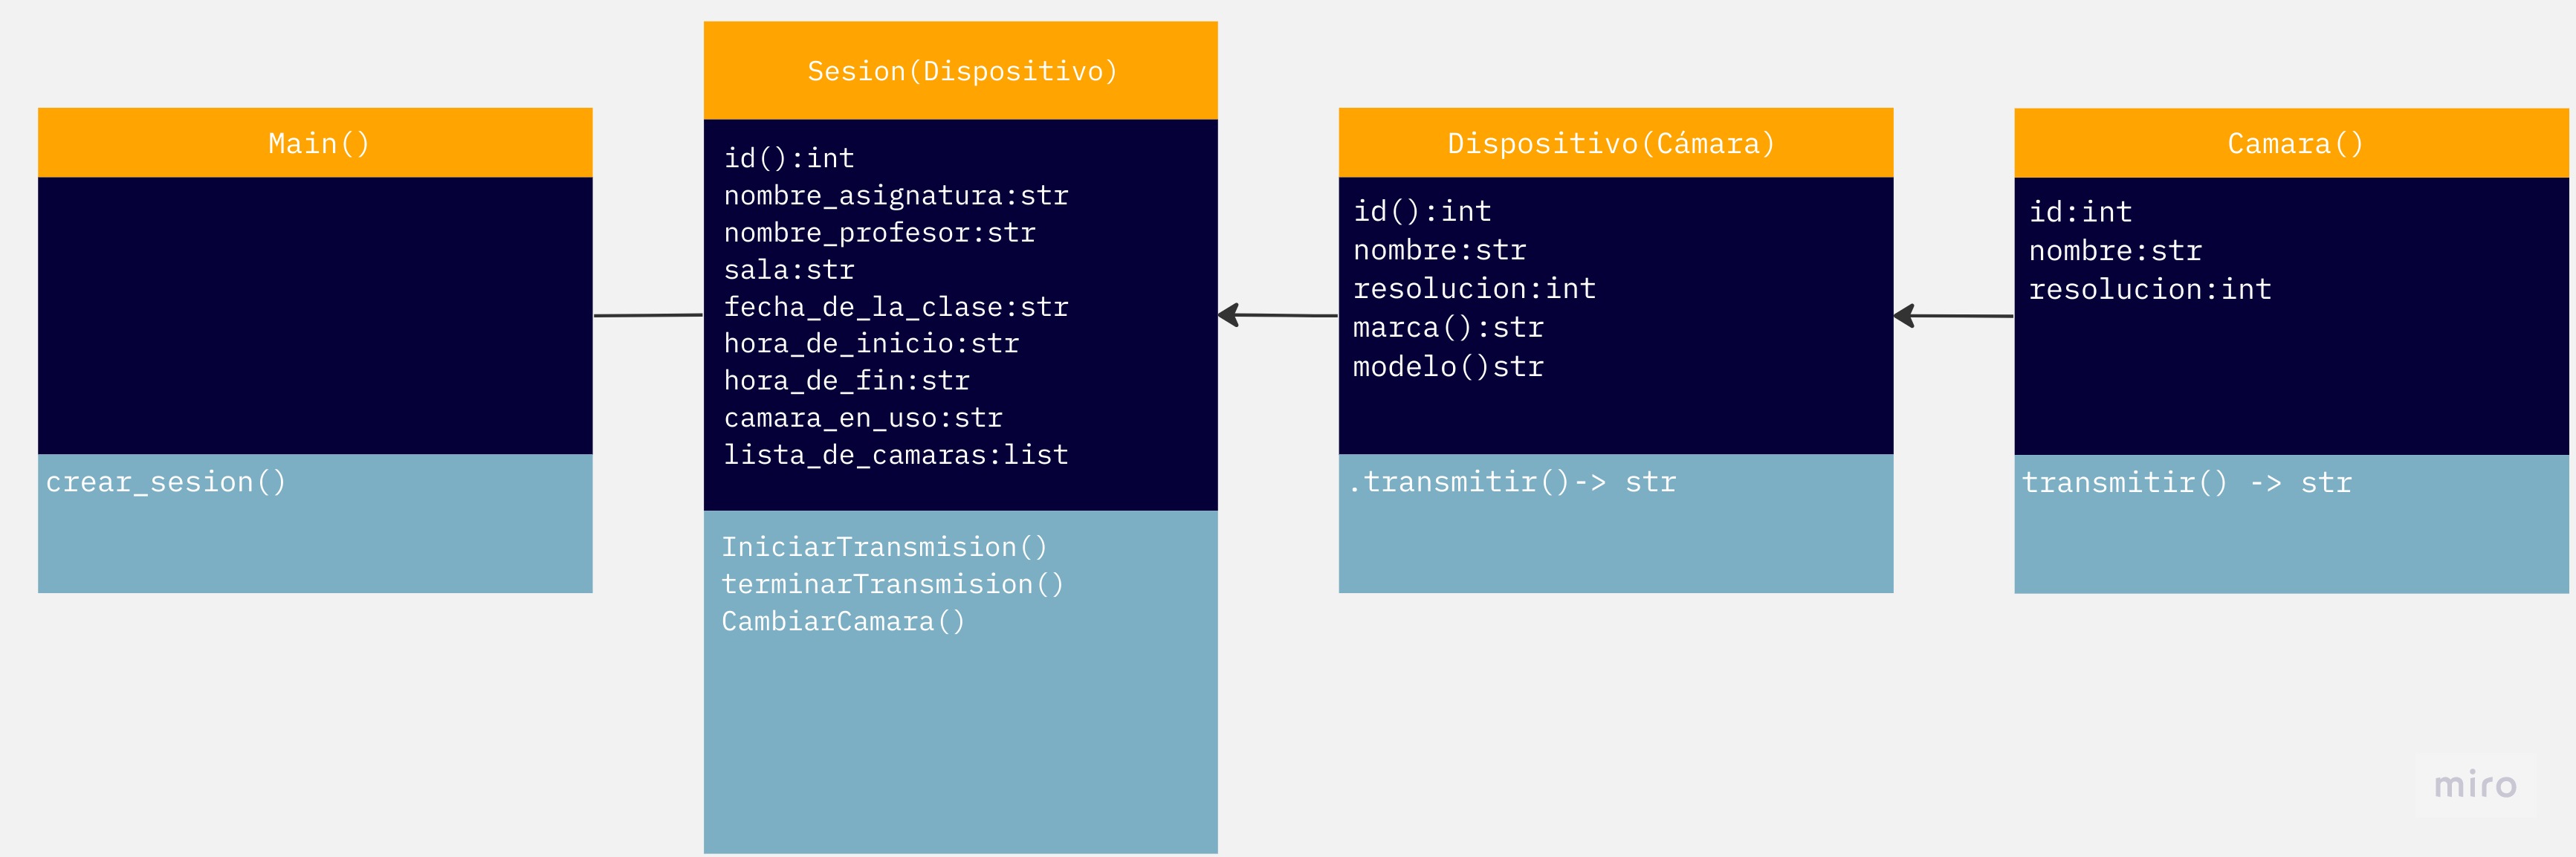 Main()
crear_sesion()
Sesion(Dispositivo)
id():int
nombre_asignatura:str
nombre_profesor:str
sala:str
fecha_de_la_clase:str
hora_de_inicio:str
hora_de_fin:str
camara_en_uso:str
lista_de_camaras:list
IniciarTransmision()
terminarTransmision()
CambiarCamara()
Dispositivo(Cámara)
id():int
nombre:str
resolucion:int
marca():str
modelo()str
.transmitir()-> str
Camara()
id:int
nombre:str
resolucion:int
transmitir() -> str
miro